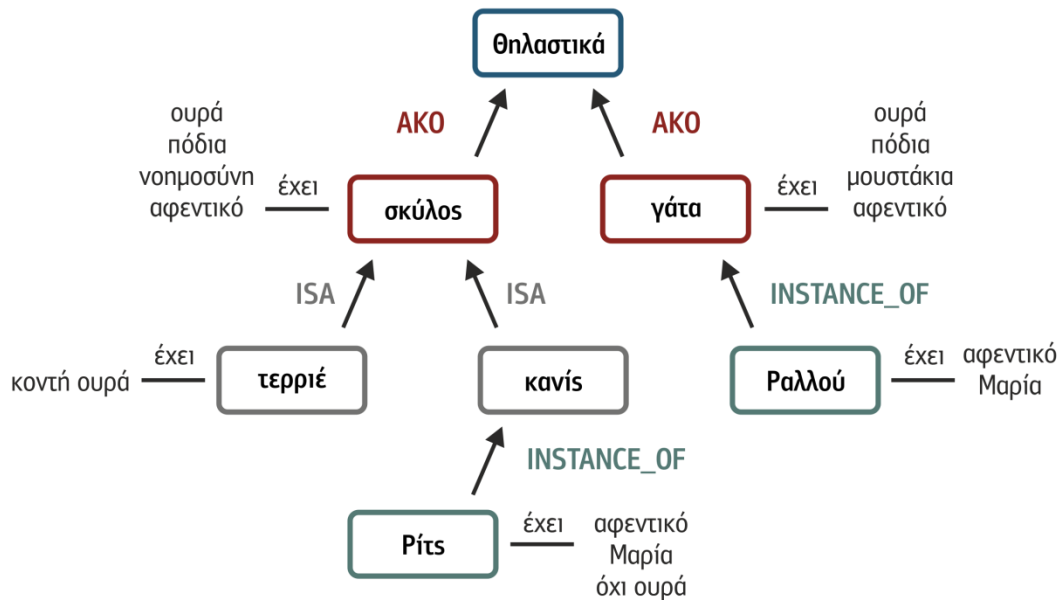 Θηλαστικά
ΑΚΟ
ΑΚΟ
ουρά
πόδια
νοημοσύνη
αφεντικό
έχει
σκύλος
γάτα
έχει
ουρά
πόδια
μουστάκια
αφεντικό
ISA
ISA
INSTANCE_OF
κοντή ουρά
έχει
τερριέ
κανίς
Ραλλού
έχει
αφεντικό
Μαρία
INSTANCE_OF
Ρίτς
έχει
αφεντικό
Μαρία
όχι ουρά